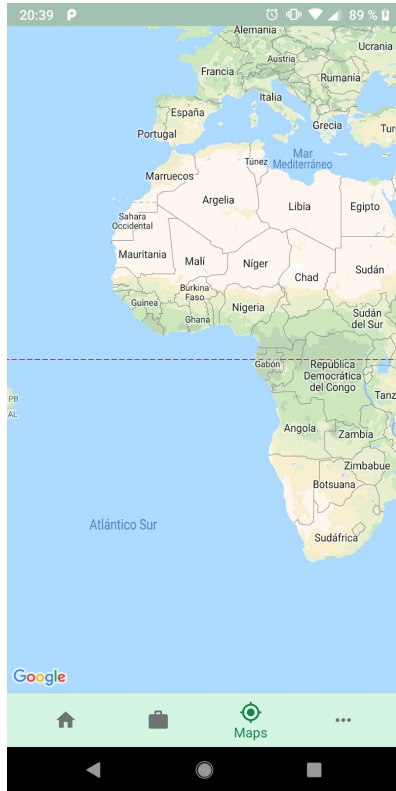 20:39
89 %
Alemania
Ucrania
Austria
Francia
Rumanía
Italia
España
Grecia
Tur
Portugal
Mar
Mediterráneo
Túnez
Marruecos
Argelia
Libia
Egipto
Sahara
Occidental
Mauritania
Malí
Níger
Chad
Sudán
Burkina
Faso
Guinea
Nigeria
Ghana
Sudán
del Sur
Gabón
República
Democrática
del Congo
Tanz
PB
AL
Angola
Zambia
Zimbabue
Botsuana
Atlántico Sur
Sudáfrica
Google
Maps